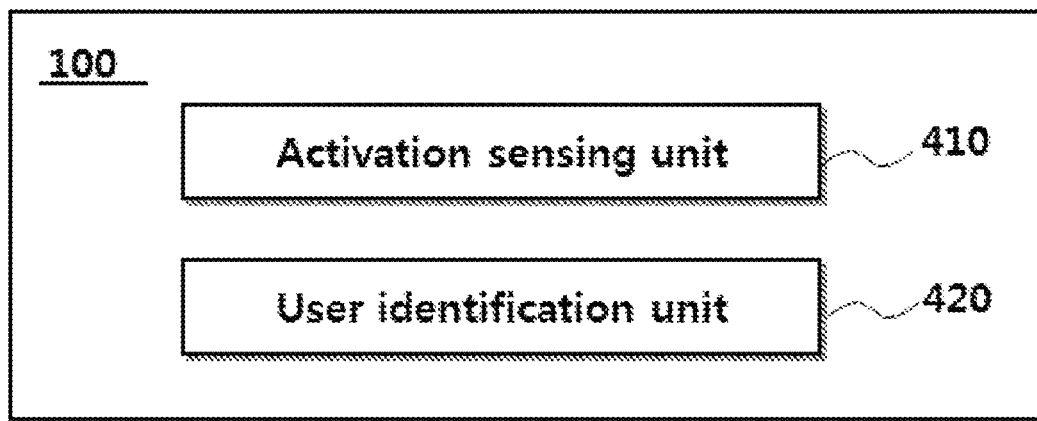 100
Activation sensing unit
410
User identification unit
420